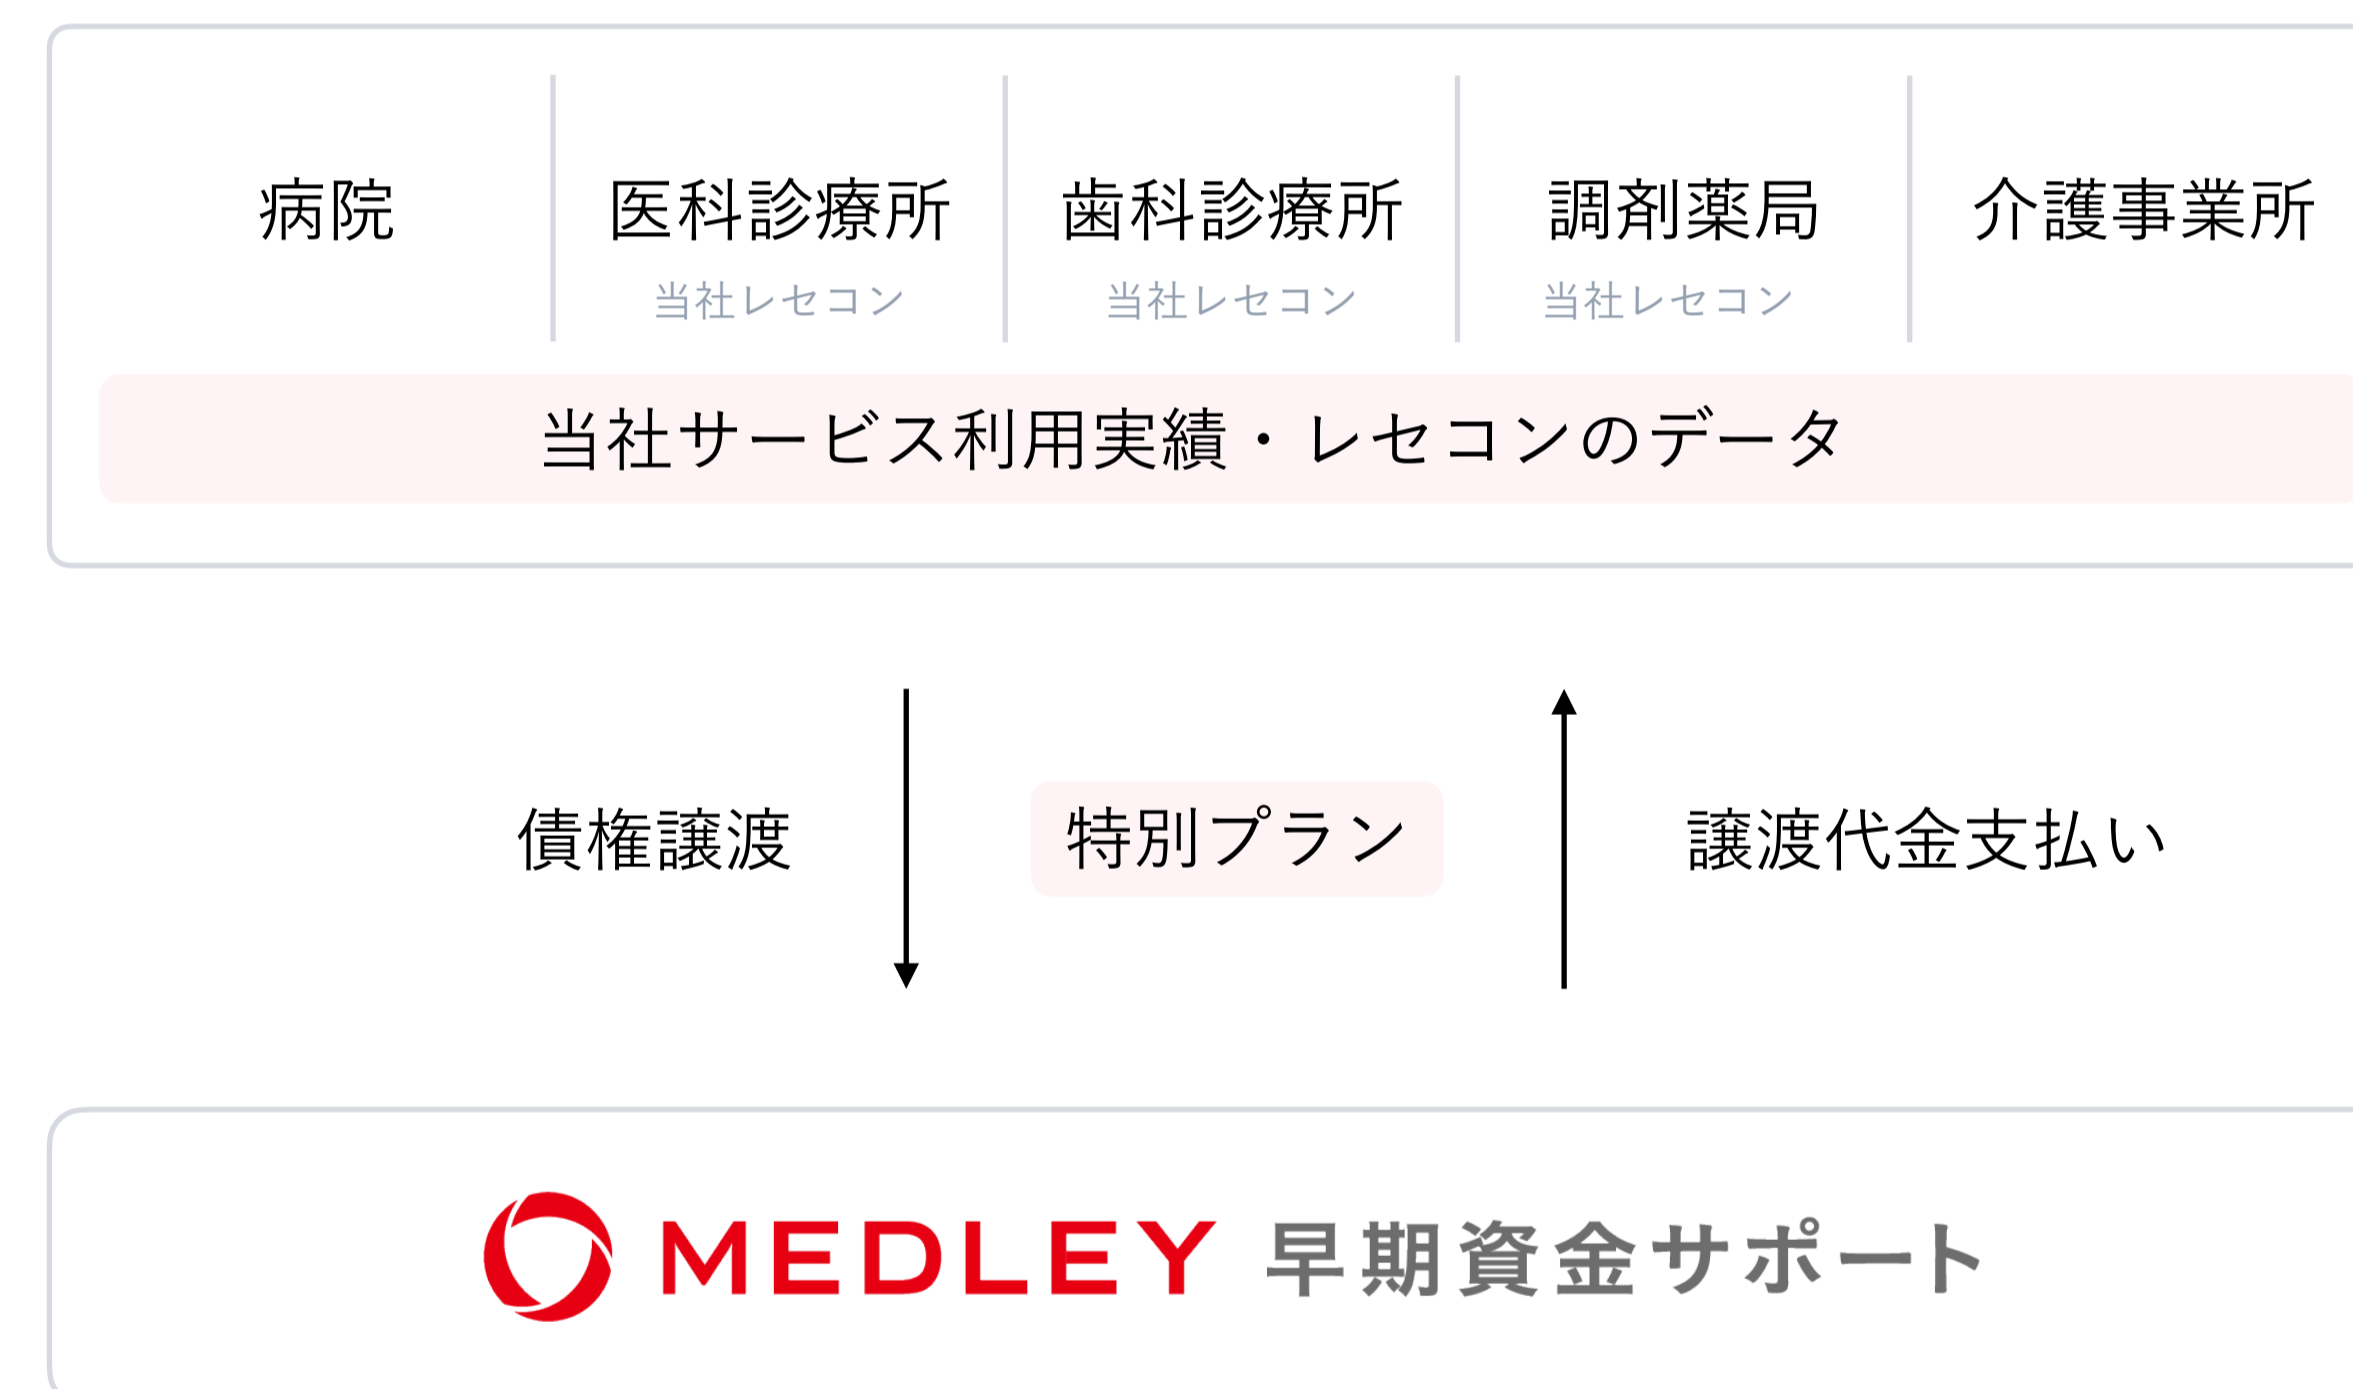 病院 医科診療所 歯科診療所 調剤薬局 介護事業所
当社レセコン 当社レセコン 当社レセコン
当社サービス利用実績・レセコンのデータ
債権譲渡 特別プラン 譲渡代金支払い
MEDLEY 早期資金サポート